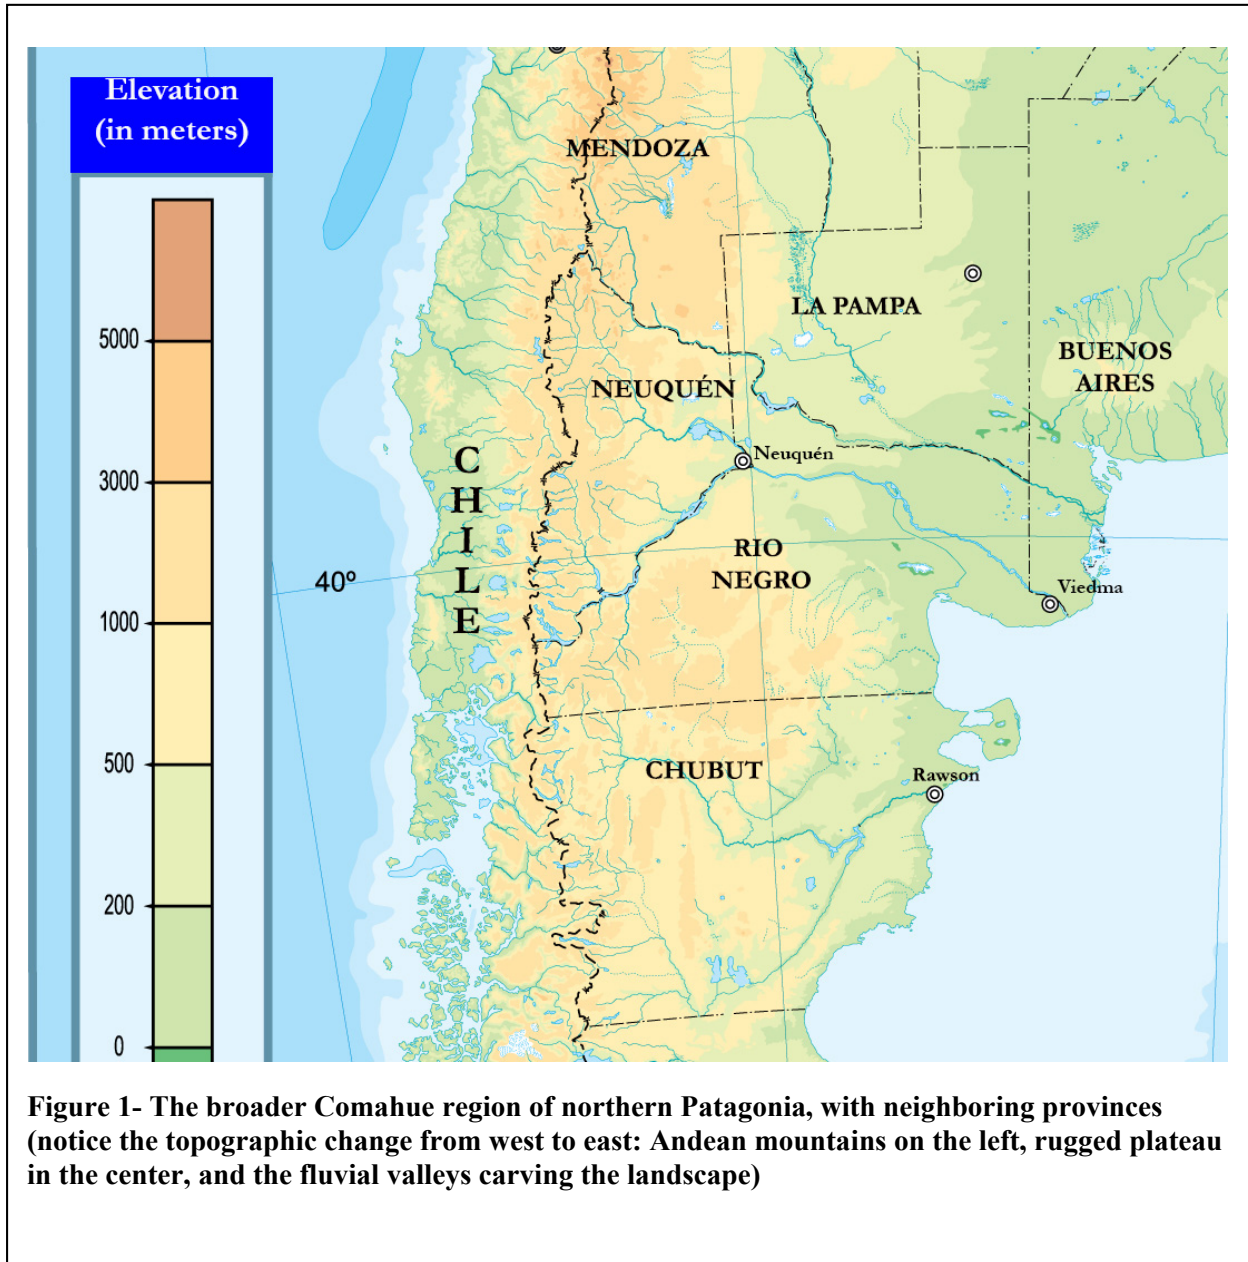 Elevation
(in meters)
5000
3000
1000
500
200
0
MENDOZA
LA PAMPA
BUENOS
AIRES
NEUQUÉN
Neuquén
CHILE
40º
RIO
NEGRO
Viedma
CHUBUT
Rawson
Figure 1- The broader Comahue region of northern Patagonia, with neighboring provinces
(notice the topographic change from west to east: Andean mountains on the left, rugged plateau
in the center, and the fluvial valleys carving the landscape)